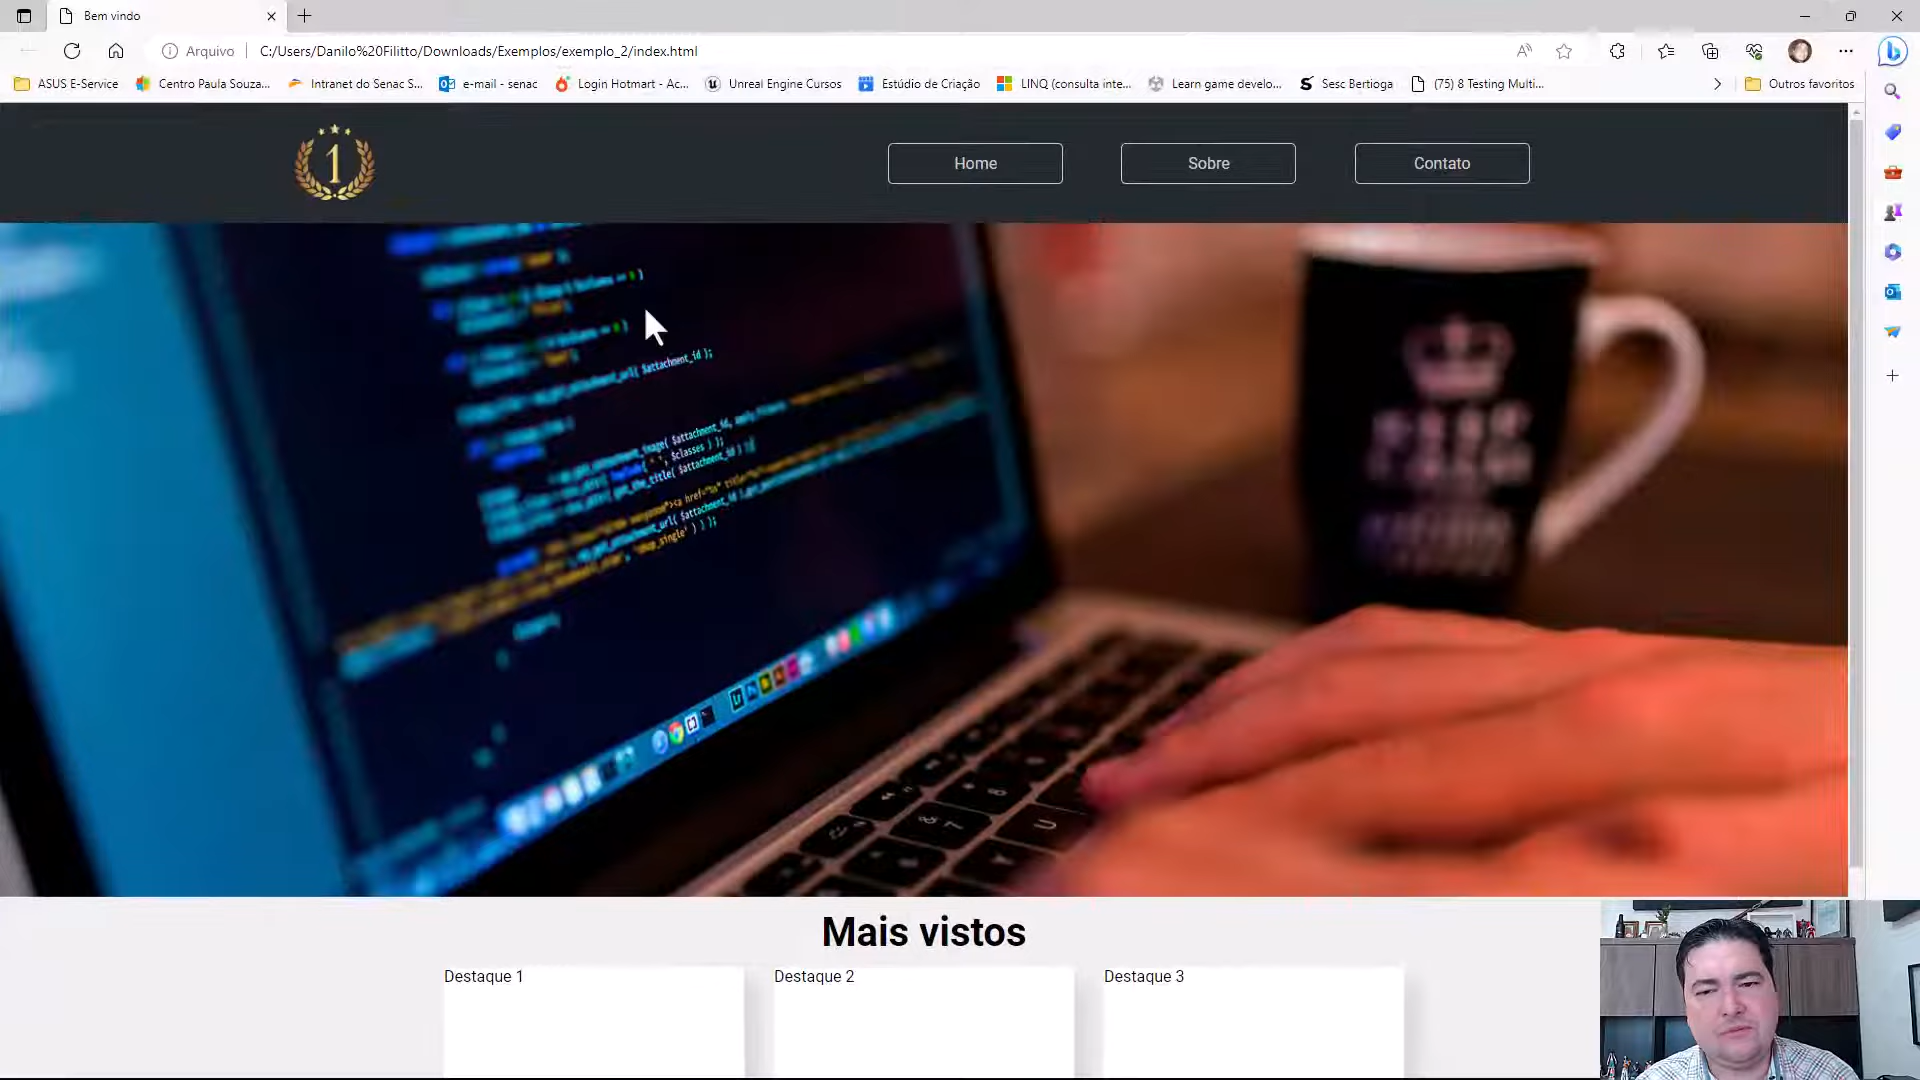 Bem vindo
Arquivo C:/Users/Danilo%20Filitto/Downloads/Exemplos/exemplo_2/index.html
ASUS E-Service Centro Paula Souza... Intranet do Senac S... e-mail - senac Login Hotmart - Ac... Unreal Engine Cursos Estúdio de Criação LINQ (consulta inte... Learn game develo... Sesc Bertioga (75) 8 Testing Multi... Outros favoritos
1
Home Sobre Contato
$attachment_id );
Mais vistos
Destaque 1 Destaque 2 Destaque 3